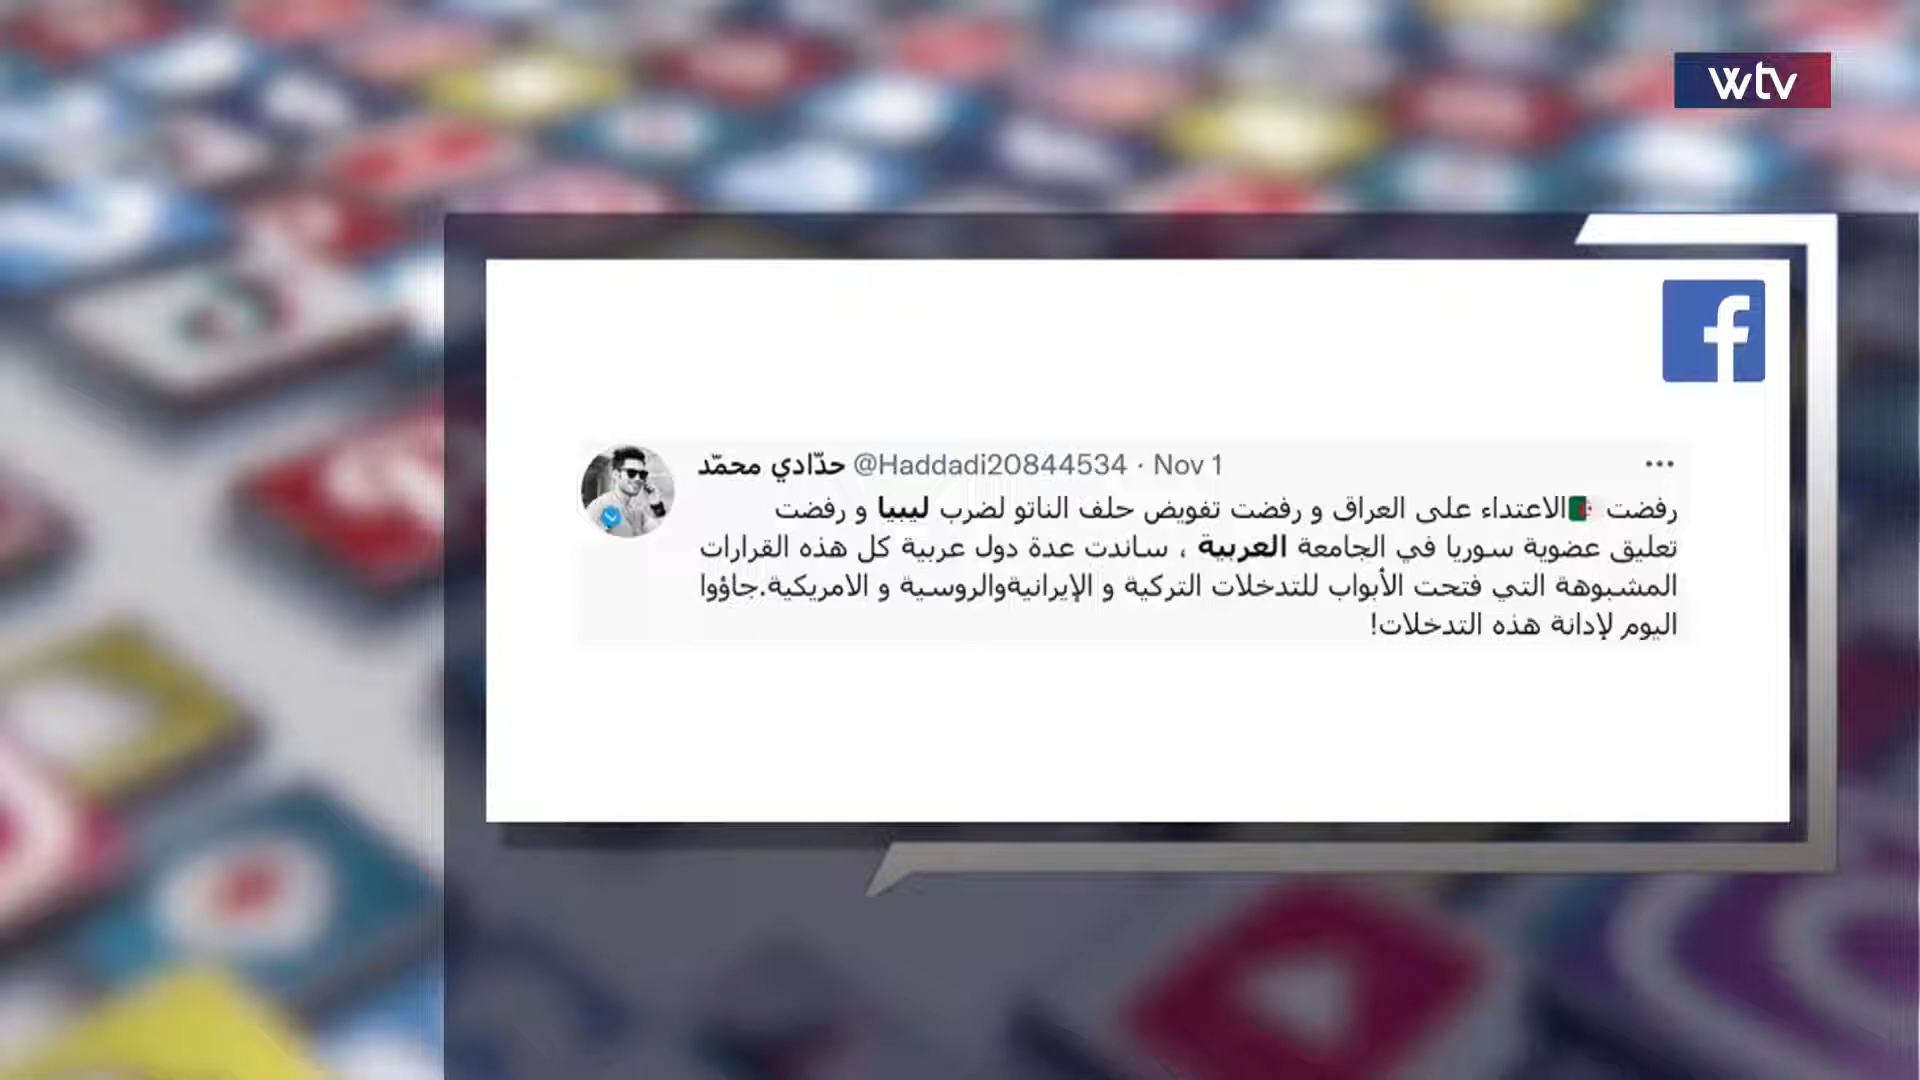 wtv
حدّادي محمّد @Haddadi20844534 · Nov 1
رفضت 🇩🇿الاعتداء على العراق و رفضت تفويض حلف الناتو لضرب ليبيا و رفضت
تعليق عضوية سوريا في الجامعة العربية ، ساندت عدة دول عربية كل هذه القرارات
المشبوهة التي فتحت الأبواب للتدخلات التركية و الإيرانيةوالروسية و الامريكية.جاؤوا
اليوم لإدانة هذه التدخلات!